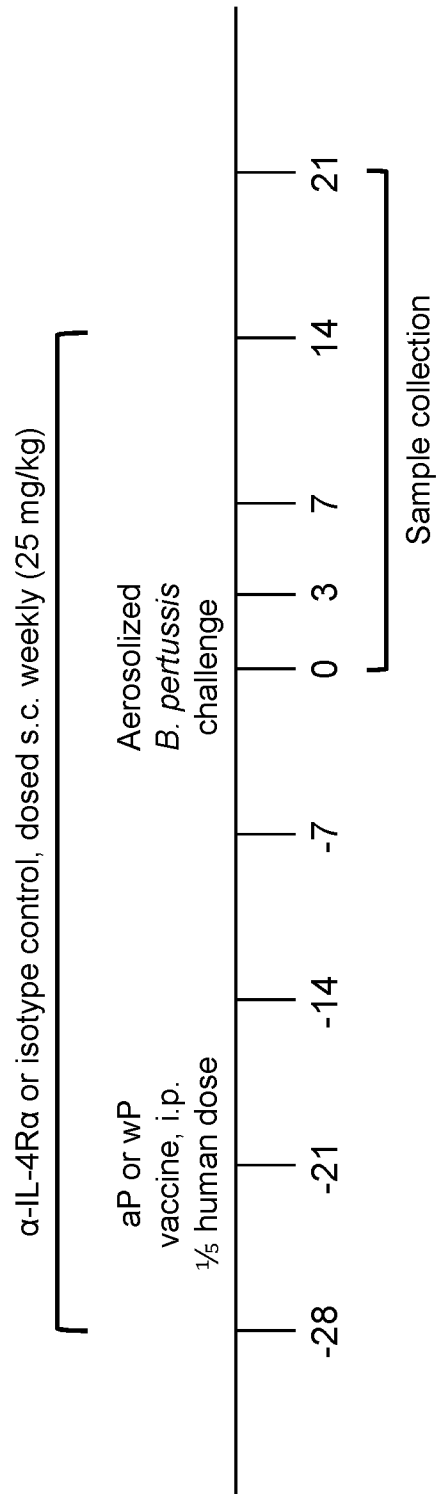 α-IL-4Rα or isotype control, dosed s.c. weekly (25 mg/kg)
aP or wP
vaccine, i.p.
⅕ human dose
Aerosolized
B. pertussis
challenge
-28 -21 -14 -7 0 3 7 14 21
Sample collection